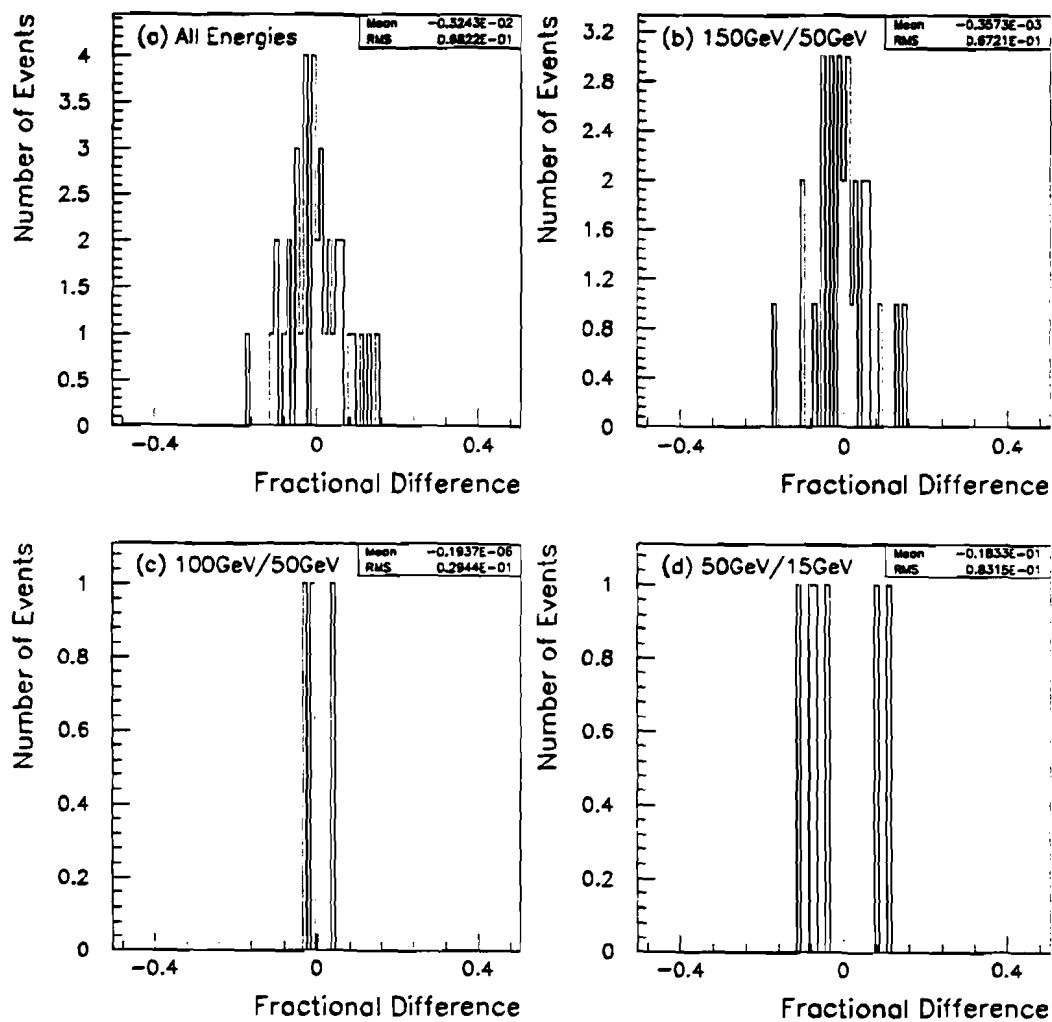 (a) All Energies
Mean -0.3243E-02
RMS 0.6822E-01
Number of Events
4
3.5
3
2.5
2
1.5
1
0.5
0
-0.4 0 0.4
Fractional Difference
(b) 150GeV/50GeV
Mean -0.3573E-03
RMS 0.6721E-01
Number of Events
3.2
2.8
2.4
2
1.6
1.2
0.8
0.4
0
-0.4 0 0.4
Fractional Difference
(c) 100GeV/50GeV
Mean -0.1937E-06
RMS 0.2944E-01
Number of Events
1
0.8
0.6
0.4
0.2
0
-0.4 0 0.4
Fractional Difference
(d) 50GeV/15GeV
Mean -0.1833E-01
RMS 0.8315E-01
Number of Events
1
0.8
0.6
0.4
0.2
0
-0.4 0 0.4
Fractional Difference